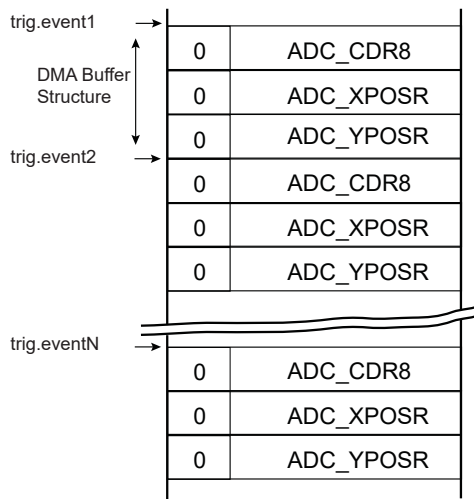 trig.event1
0 ADC_CDR8
DMA Buffer
Structure
0 ADC_XPOSR
0 ADC_YPOSR
trig.event2
0 ADC_CDR8
0 ADC_XPOSR
0 ADC_YPOSR
trig.eventN
0 ADC_CDR8
0 ADC_XPOSR
0 ADC_YPOSR